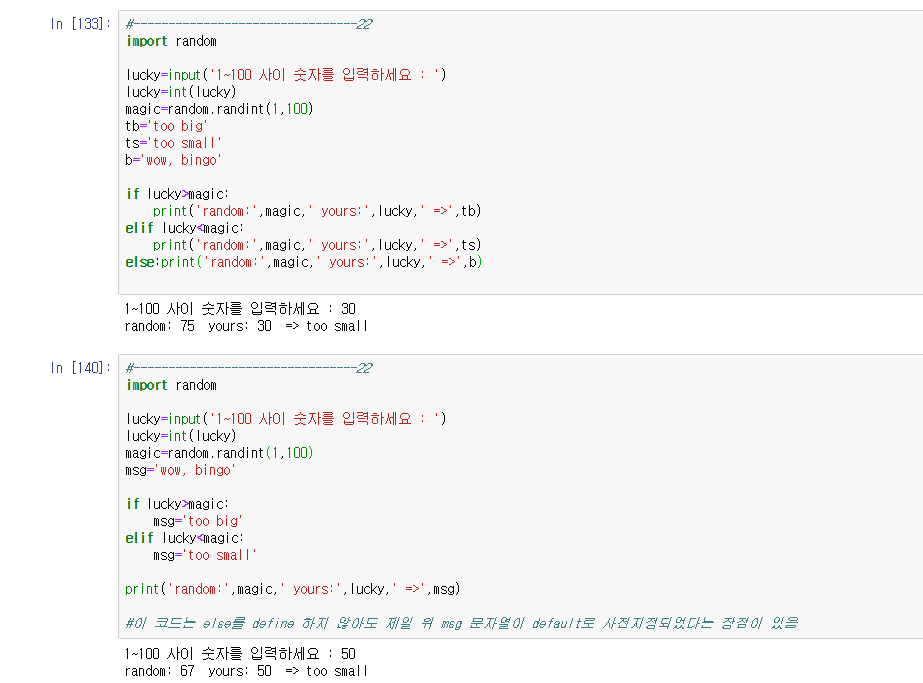 In [133]:
#--------------------------------22
import random
lucky=input('1~100 사이 숫자를 입력하세요 : ')
lucky=int(lucky)
magic=random.randint(1,100)
tb='too big'
ts='too small'
b='wow, bingo'
if lucky>magic:
    print('random:',magic,' yours:',lucky,' =>',tb)
elif lucky<magic:
    print('random:',magic,' yours:',lucky,' =>',ts)
else:print('random:',magic,' yours:',lucky,' =>',b)
1~100 사이 숫자를 입력하세요 : 30
random: 75  yours: 30  => too small
In [140]:
#--------------------------------22
import random
lucky=input('1~100 사이 숫자를 입력하세요 : ')
lucky=int(lucky)
magic=random.randint(1,100)
msg='wow, bingo'
if lucky>magic:
    msg='too big'
elif lucky<magic:
    msg='too small'
print('random:',magic,' yours:',lucky,' =>',msg)
#이 코드는 else를 define 하지 않아도 제일 위 msg 문자열이 default로 사전지정되었다는 장점이 있음
1~100 사이 숫자를 입력하세요 : 50
random: 67  yours: 50  => too small